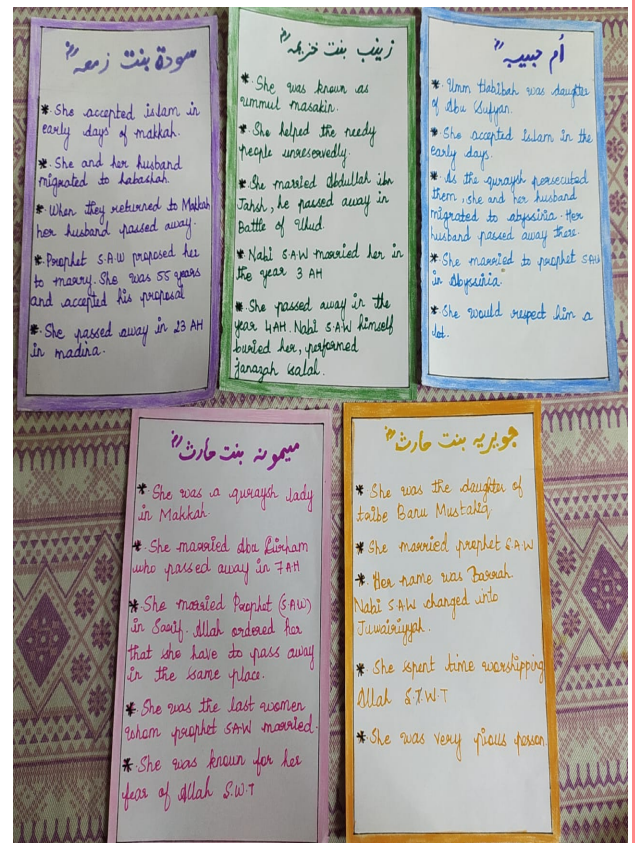 سودة بنت زمعہؓ
* She accepted islam in
early days of makkah.
* She and her husband
migrated to habashah.
* When they returned to Makkah
her husband passed away.
* Prophet S.A.W proposed her
to marry. She was 55 years
and accepted his proposal
* She passed away in 23 AH
in madina.
زینب بنت خزیمہؓ
* She was known as
ummul masakin.
* She helped the needy
people unreservedly.
* She married Abdullah ibn
Jahsh, he passed away in
Battle of Uhud.
* Nabi S.A.W married her in
the year 3 AH
* She passed away in the
year 4AH. Nabi S.A.W himself
buried her, performed
janazah salah.
أم حبيبہؓ
* Umm Habibah was daughter
of Abu Sufyan.
* She accepted Islam in the
early days.
* As the quraysh persecuted
them, she and her husband
migrated to abyssinia. Her
husband passed away there.
* She married to prophet SAW
in Abyssinia.
* She would respect him a
lot.
میمونہ بنت حارثؓ
* She was a quraysh lady
in Makkah.
* She married Abu
who passed away in 7AH
* She married Prophet (S.A.W)
in Sarif. Allah ordered her
that she have to pass away
in the same place.
* She was the last women
whom prophet SAW married.
* She was known for her
fear of Allah S.W.T
جويریہ بنت حارثؓ
* She was the daughter of
tribe Banu Mustaliq.
* She married prophet S.A.W
* Her name was Barrah.
Nabi S.A.W changed into
Juwairiyyah.
* She spent time worshipping
Allah S.T.W.T
* She was very pious person.